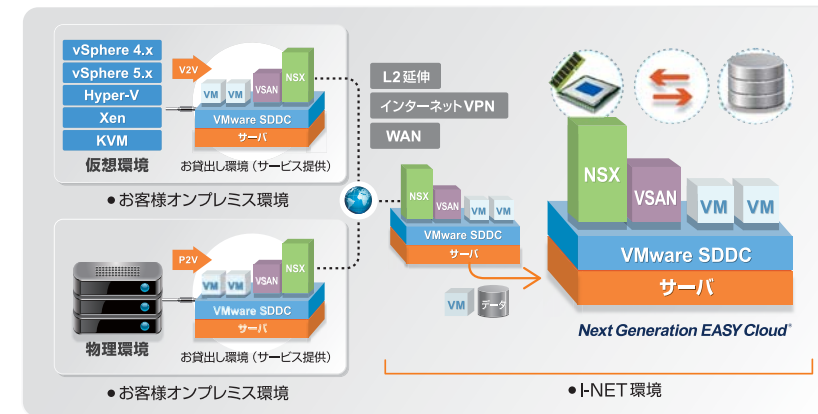 vSphere 4.x
vSphere 5.x
Hyper-V
Xen
KVM
仮想環境
V2V
VM
VM
VSAN
NSX
VMware SDDC
サーバ
お貸出し環境（サービス提供）
●お客様オンプレミス環境
P2V
VM
VM
VSAN
NSX
VMware SDDC
サーバ
物理環境
お貸出し環境（サービス提供）
●お客様オンプレミス環境
L2延伸
インターネットVPN
WAN
NSX
VSAN
VM
VM
VMware SDDC
サーバ
VM
データ
NSX
VSAN
VM
VM
VMware SDDC
サーバ
Next Generation EASY Cloud®
●I-NET環境